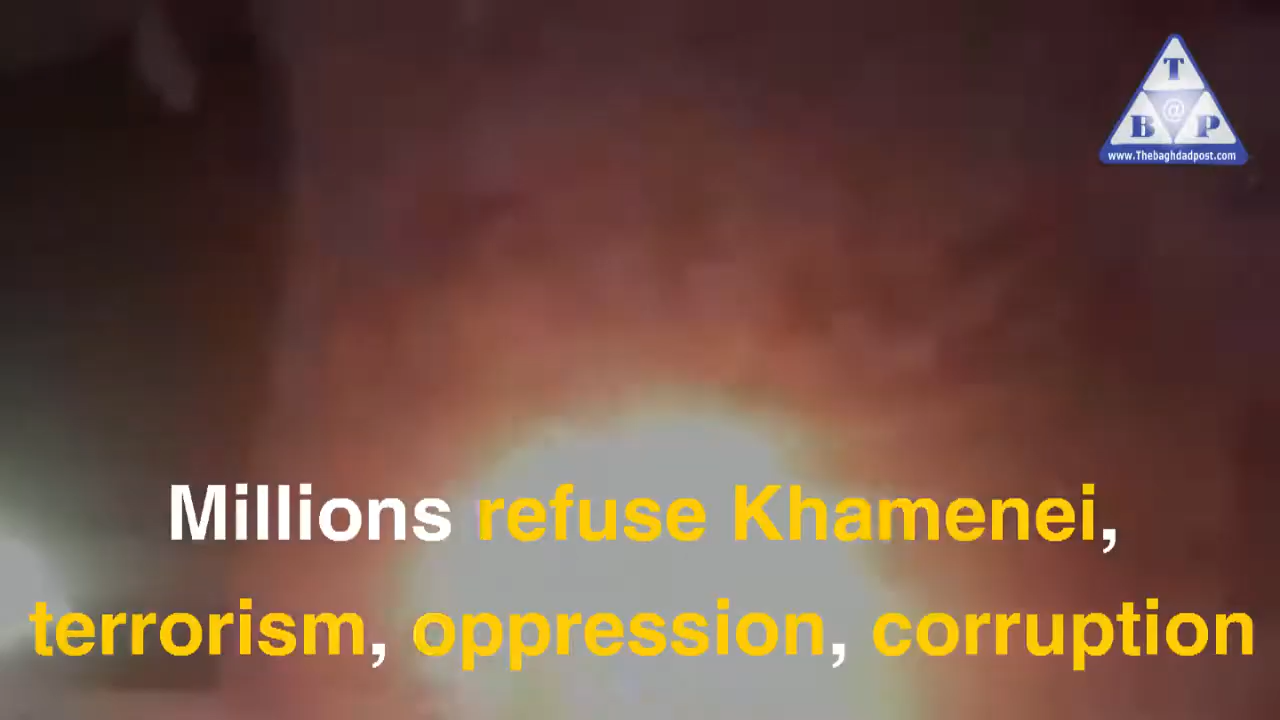 T
@
B P
www.Thebaghdadpost.com
Millions refuse Khamenei,
terrorism, oppression, corruption